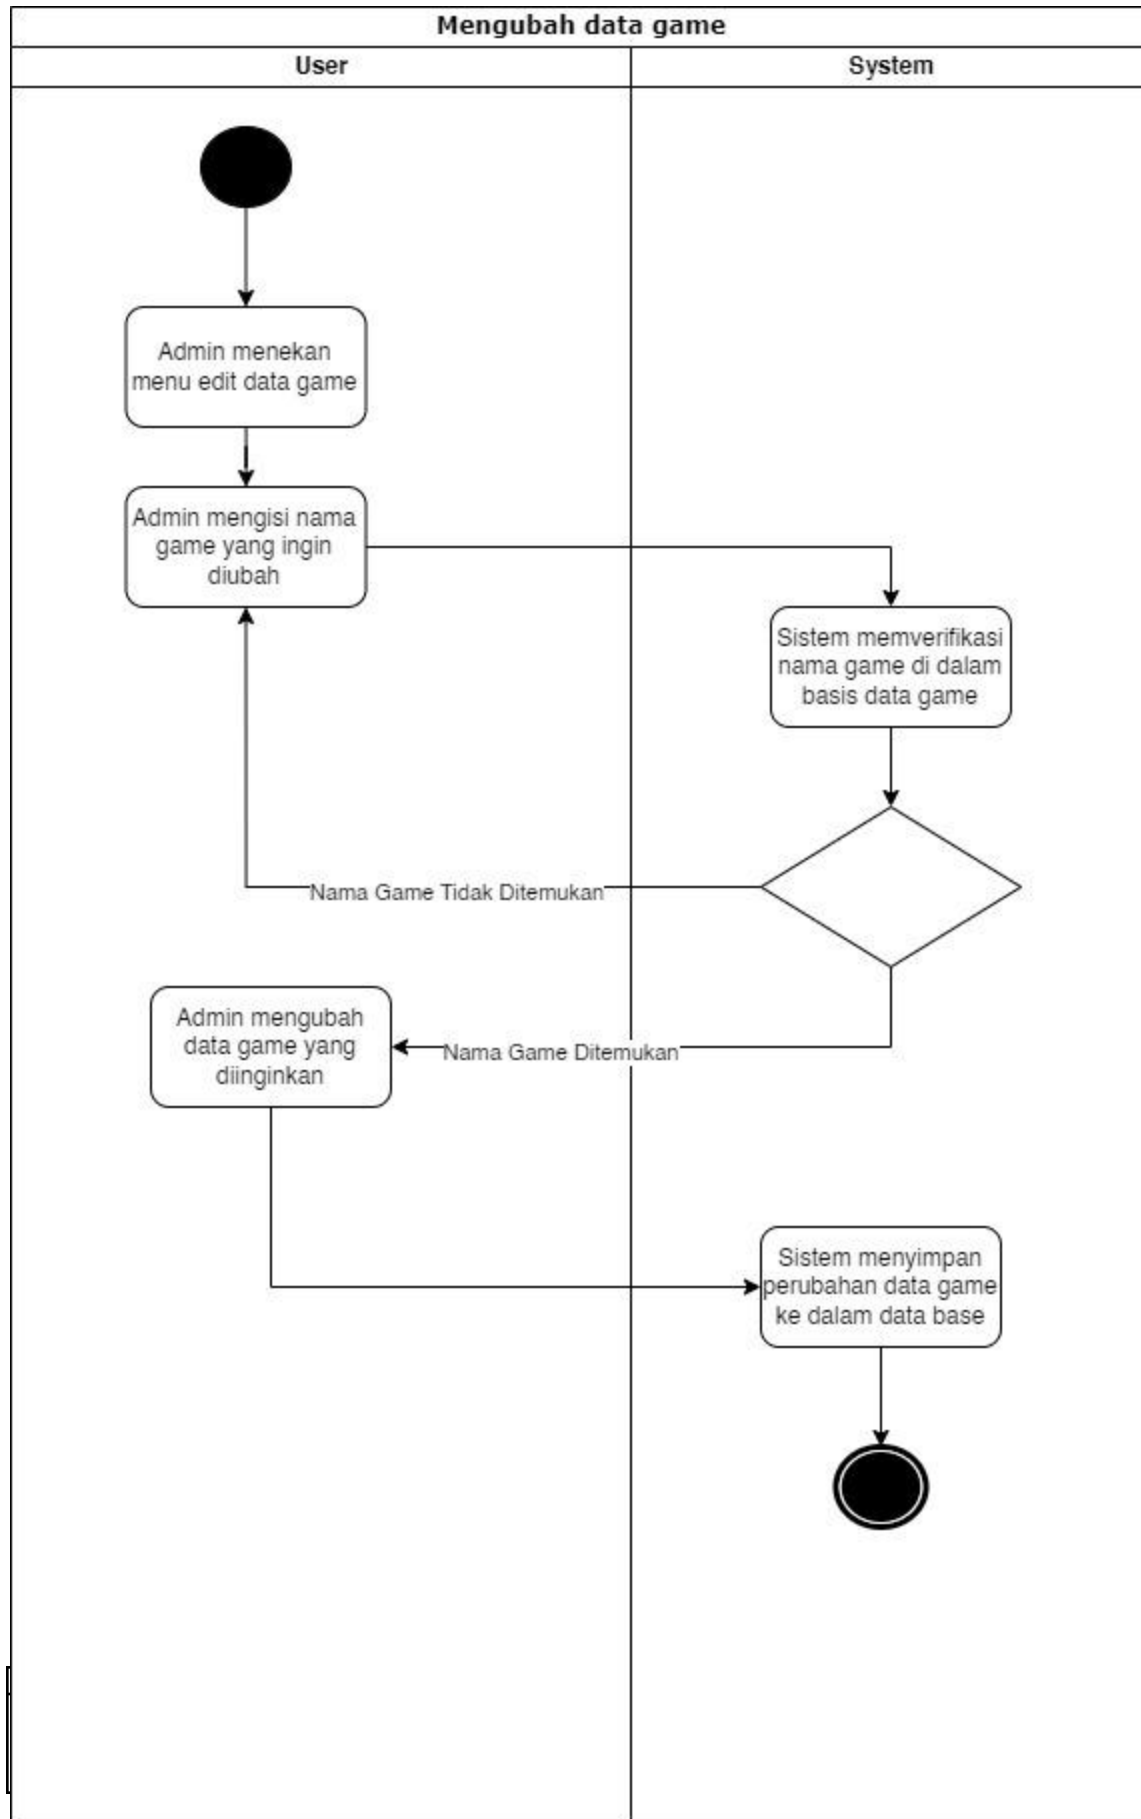 Mengubah data game
User
System
Admin menekan
menu edit data game
Admin mengisi nama
game yang ingin
diubah
Sistem memverifikasi
nama game di dalam
basis data game
Nama Game Tidak Ditemukan
Admin mengubah
data game yang
diinginkan
Nama Game Ditemukan
Sistem menyimpan
perubahan data game
ke dalam data base